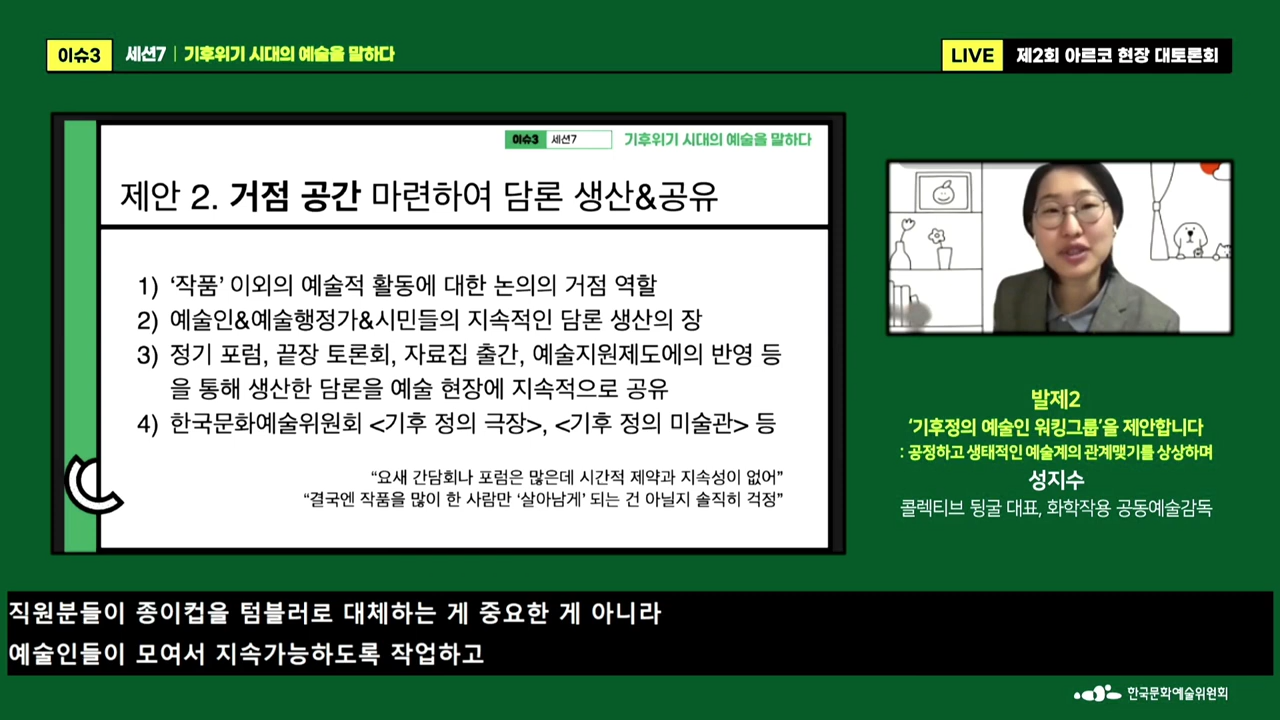 이슈3 세션7 | 기후위기 시대의 예술을 말하다
LIVE 제2회 아르코 현장 대토론회
이슈3 세션7 기후위기 시대의 예술을 말하다
제안 2. 거점 공간 마련하여 담론 생산&공유
1) ‘작품’ 이외의 예술적 활동에 대한 논의의 거점 역할
2) 예술인&예술행정가&시민들의 지속적인 담론 생산의 장
3) 정기 포럼, 끝장 토론회, 자료집 출간, 예술지원제도에의 반영 등
을 통해 생산한 담론을 예술 현장에 지속적으로 공유
4) 한국문화예술위원회 <기후 정의 극장>, <기후 정의 미술관> 등
“요새 간담회나 포럼은 많은데 시간적 제약과 지속성이 없어”
“결국엔 작품을 많이 한 사람만 ‘살아남게’ 되는 건 아닐지 솔직히 걱정”
발제2
‘기후정의 예술인 워킹그룹’을 제안합니다
: 공정하고 생태적인 예술계의 관계맺기를 상상하며
성지수
콜렉티브 뒹굴 대표, 화학작용 공동예술감독
직원분들이 종이컵을 텀블러로 대체하는 게 중요한 게 아니라
예술인들이 모여서 지속가능하도록 작업하고
한국문화예술위원회